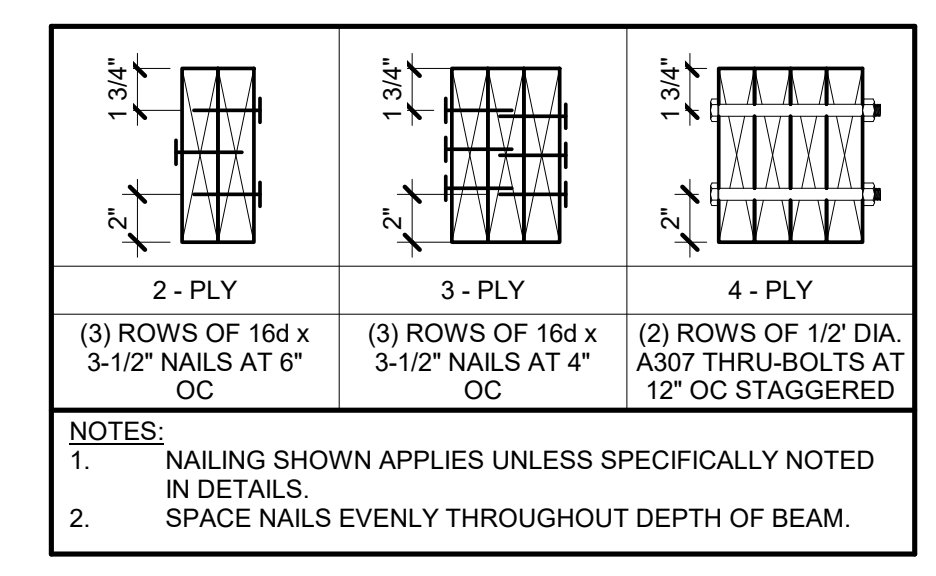 1 3/4"
2"
1 3/4"
2"
1 3/4"
2"
2 - PLY
3 - PLY
4 - PLY
(3) ROWS OF 16d x
3-1/2" NAILS AT 6"
OC
(3) ROWS OF 16d x
3-1/2" NAILS AT 4"
OC
(2) ROWS OF 1/2' DIA.
A307 THRU-BOLTS AT
12" OC STAGGERED
NOTES:
1. NAILING SHOWN APPLIES UNLESS SPECIFICALLY NOTED
IN DETAILS.
2. SPACE NAILS EVENLY THROUGHOUT DEPTH OF BEAM.